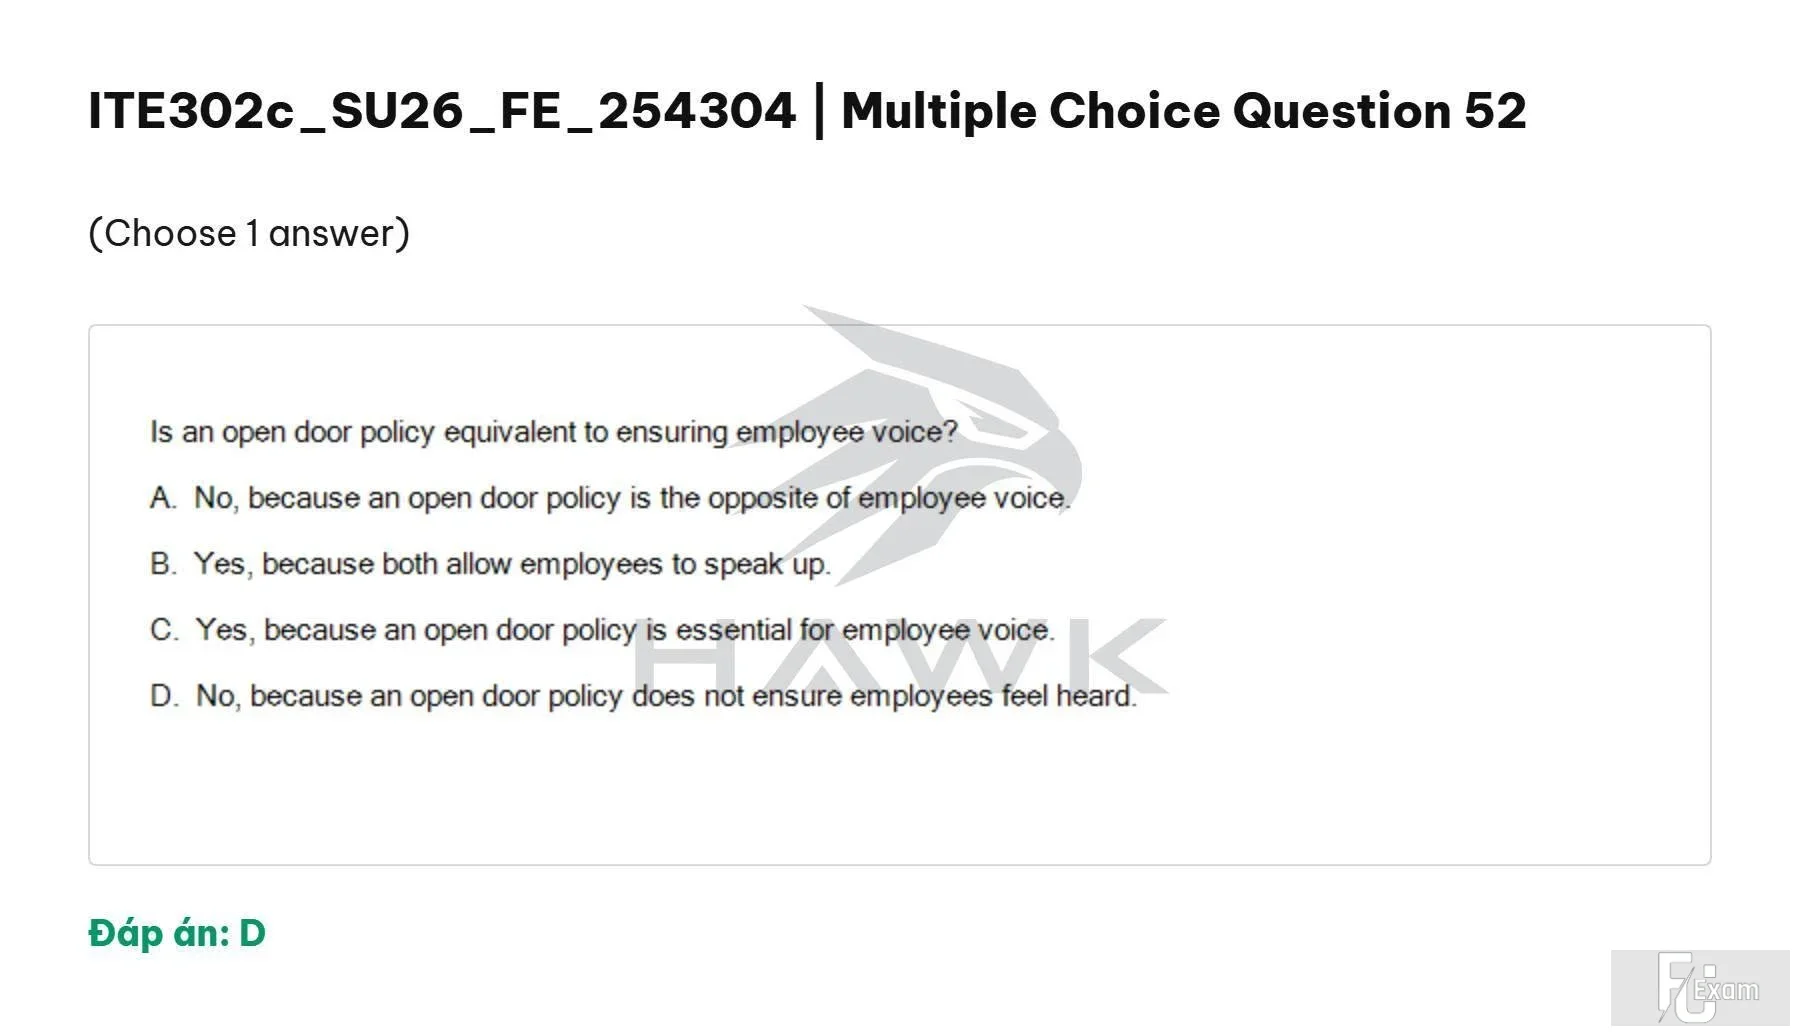 ITE302c_SU26_FE_254304 | Multiple Choice Question 52
(Choose 1 answer)
Is an open door policy equivalent to ensuring employee voice?
A. No, because an open door policy is the opposite of employee voice.
B. Yes, because both allow employees to speak up.
C. Yes, because an open door policy is essential for employee voice.
D. No, because an open door policy does not ensure employees feel heard.
HAWK
Đáp án: D
FU Exam